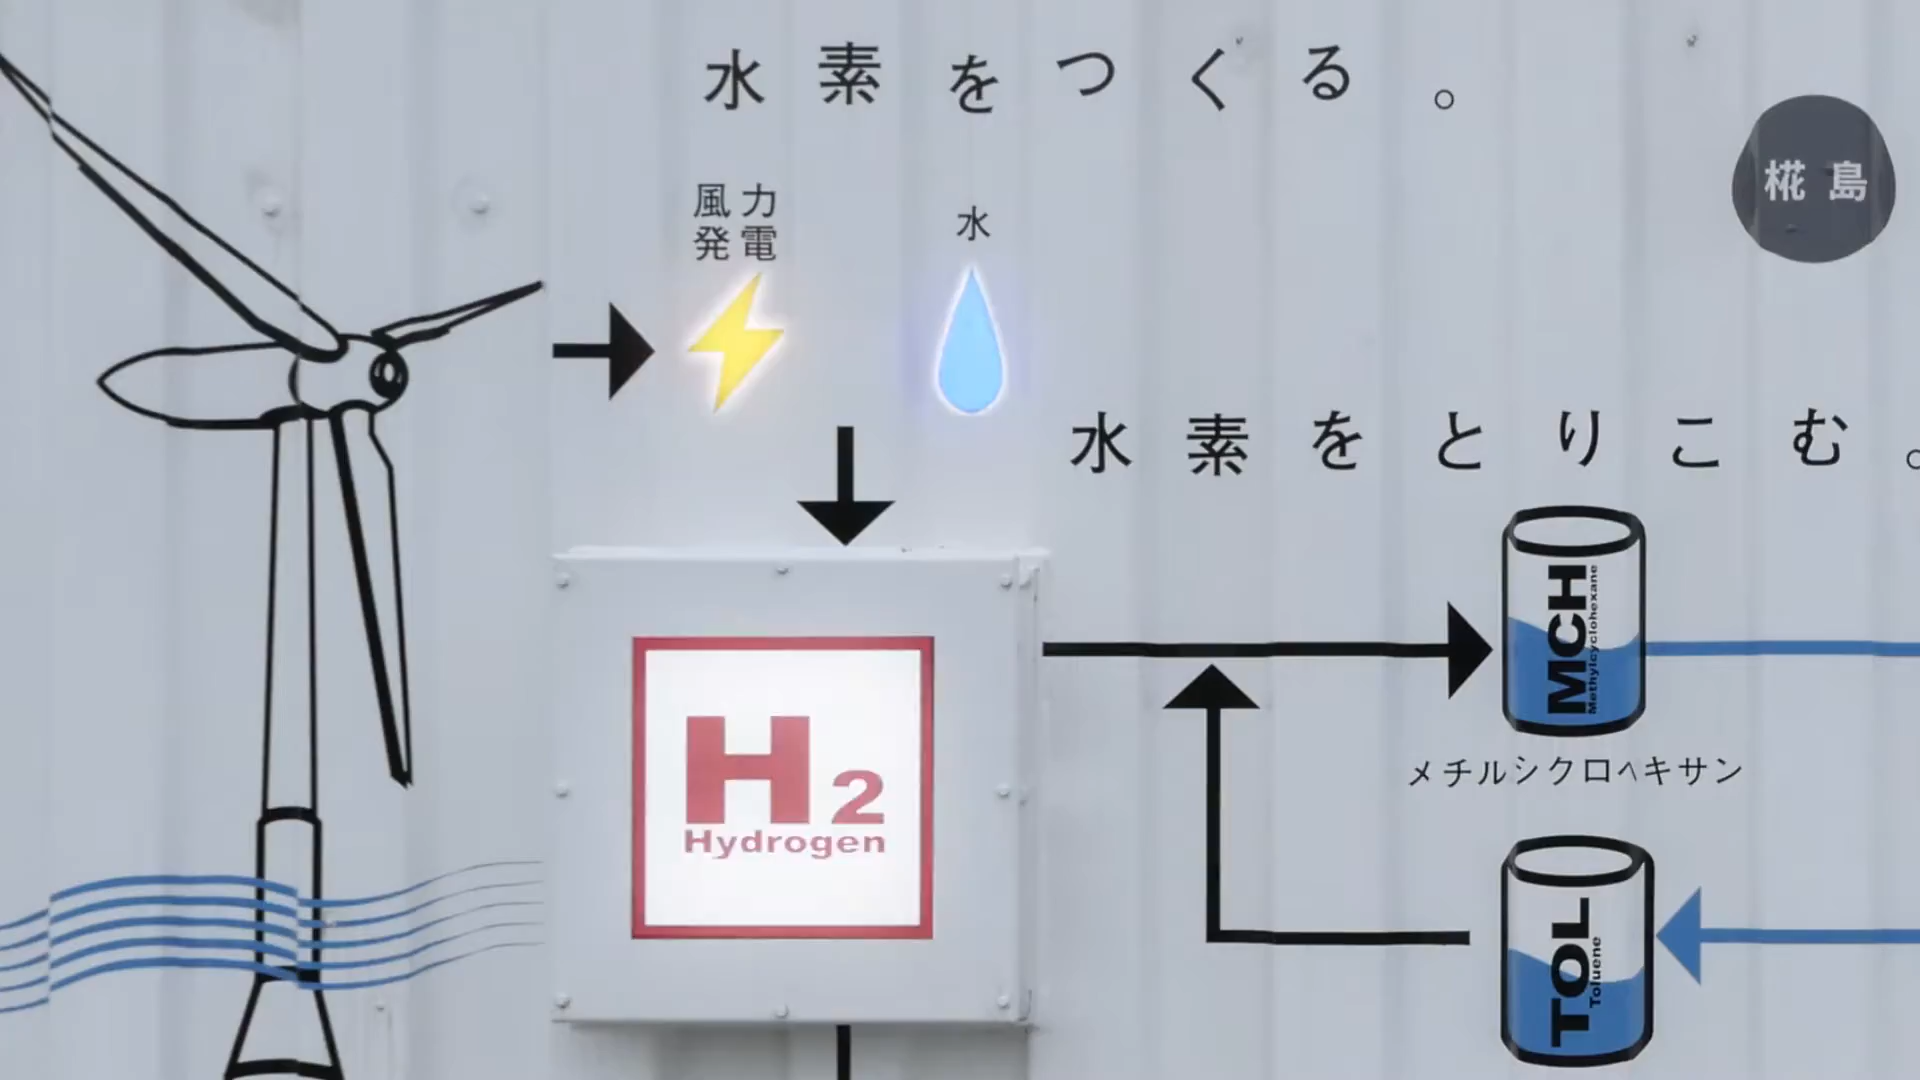 水素をつくる。
椛島
風力
発電
水
水素をとりこむ。
MCH
Methylcyclohexane
メチルシクロヘキサン
H2
Hydrogen
TOL
Toluene